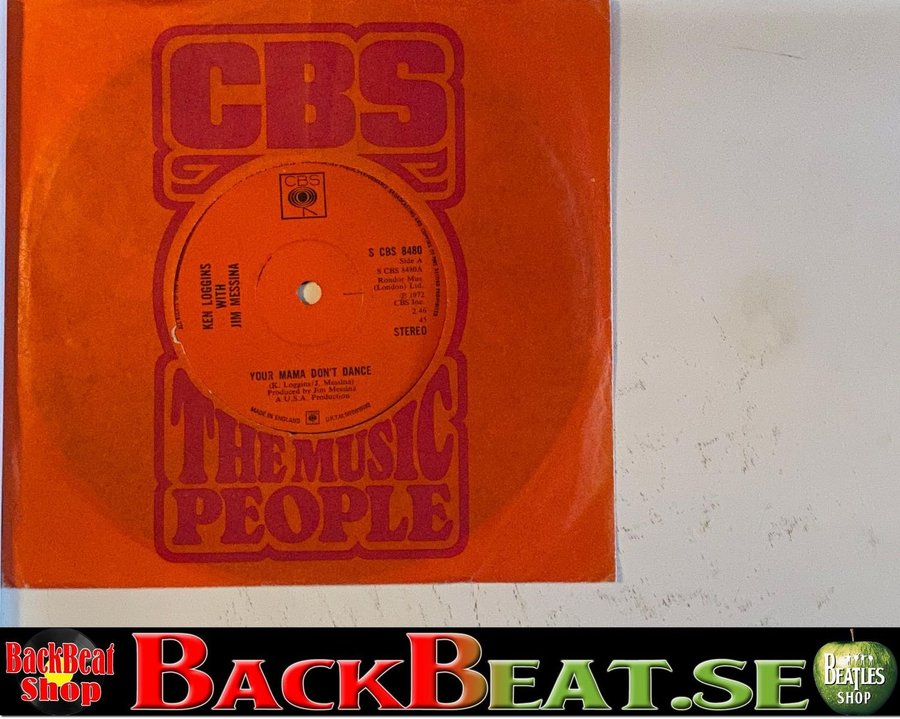 CBS
CBS
KEN LOGGINS
WITH
JIM MESSINA
S CBS 8480
Side A
S CBS 8480A
Rondor Mus.
(London) Ltd.
℗ 1972
CBS Inc.
2.46
45
STEREO
YOUR MAMA DON'T DANCE
(K. Loggins/J. Messina)
Produced by Jim Messina
A U.S.A. Production
MADE IN ENGLAND
THE MUSIC
PEOPLE
BackBeat
Shop
BACKBEAT.SE
BEATLES
SHOP